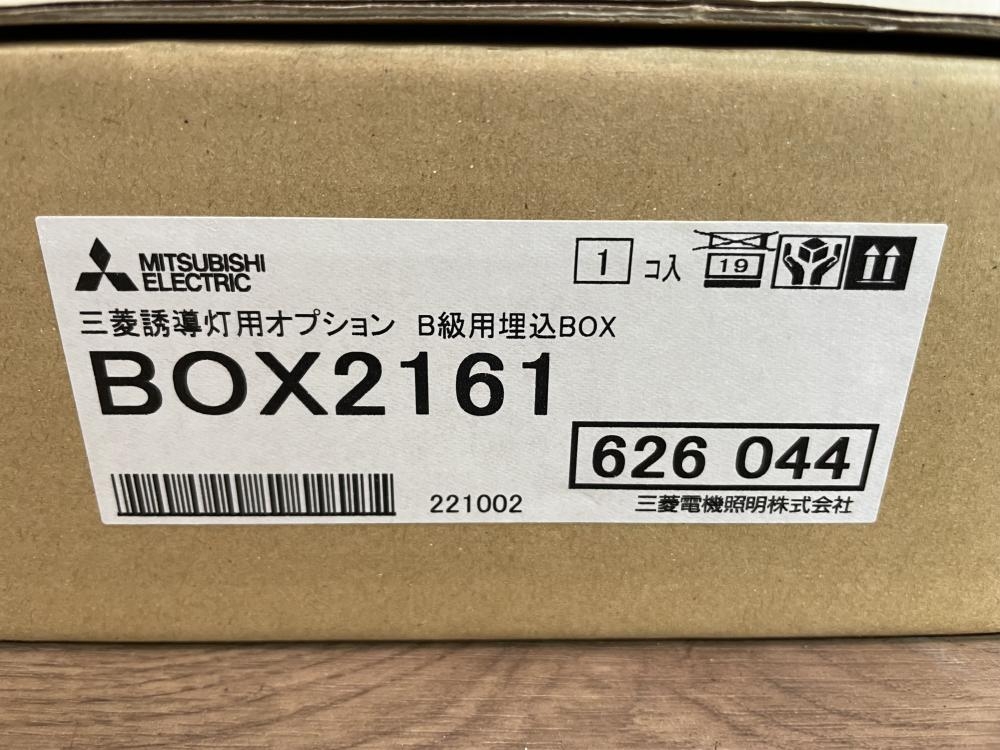 MITSUBISHI
ELECTRIC
1 コ入
19
三菱誘導灯用オプション B級用埋込BOX
BOX2161
626 044
221002
三菱電機照明株式会社